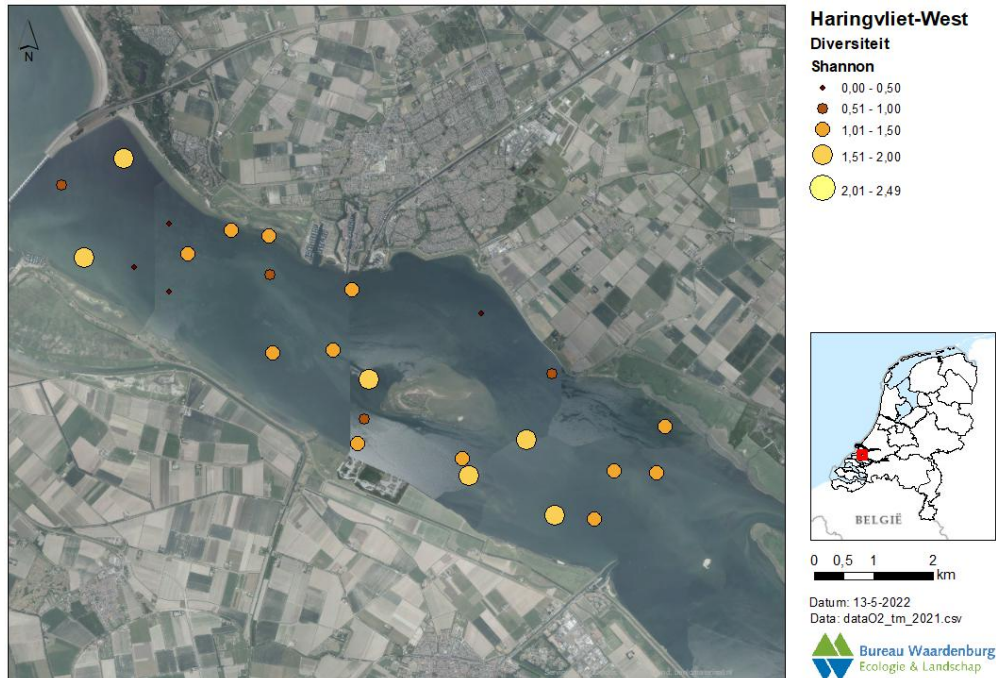 N
Haringvliet-West
Diversiteit
Shannon
0,00 - 0,50
0,51 - 1,00
1,01 - 1,50
1,51 - 2,00
2,01 - 2,49
BELGIË
0 0,5 1 2
km
Datum: 13-5-2022
Data: dataO2_tm_2021.csv
Bureau Waardenburg
Ecologie & Landschap